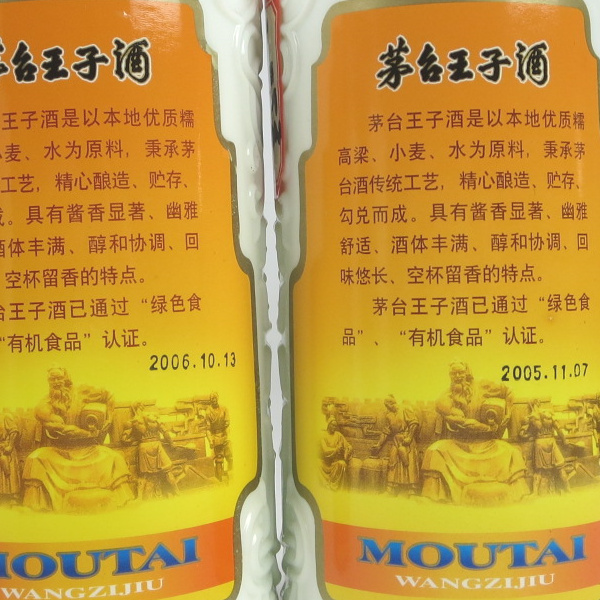 台王子酒
王子酒是以本地优质糯
小麦、水为原料,秉承茅
工艺,精心酿造、贮存、
成。具有酱香显著、幽雅
酒体丰满、醇和协调、回
空杯留香的特点。
台王子酒已通过“绿色食
“有机食品”认证。
2006.10.13
MOUTAI
WANGZIJIU
茅台王子酒
茅台王子酒是以本地优质糯
高梁、小麦、水为原料,秉承茅
台酒传统工艺,精心酿造、贮存、
勾兑而成。具有酱香显著、幽雅
舒适、酒体丰满、醇和协调、回
味悠长、空杯留香的特点。
茅台王子酒已通过“绿色食
品”、“有机食品”认证。
2005.11.07
MOUTAI
WANGZIJIU